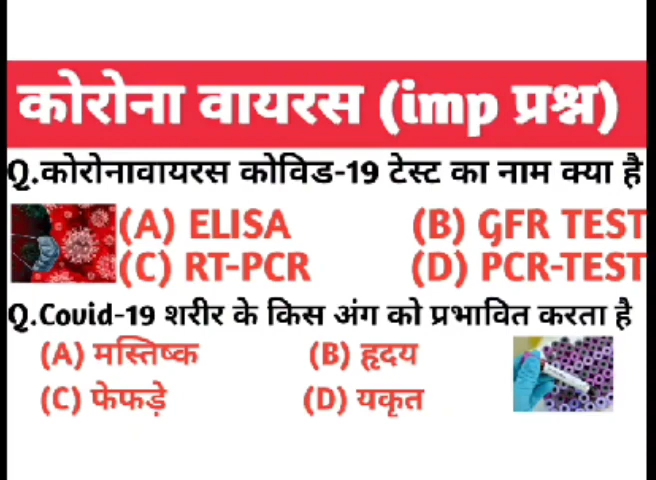 कोरोना वायरस (imp प्रश्न)
Q.कोरोनावायरस कोविड-19 टेस्ट का नाम क्या है
(A) ELISA (B) GFR TEST
(C) RT-PCR (D) PCR-TEST
Q.Covid-19 शरीर के किस अंग को प्रभावित करता है
(A) मस्तिष्क (B) हृदय
(C) फेफड़े (D) यकृत